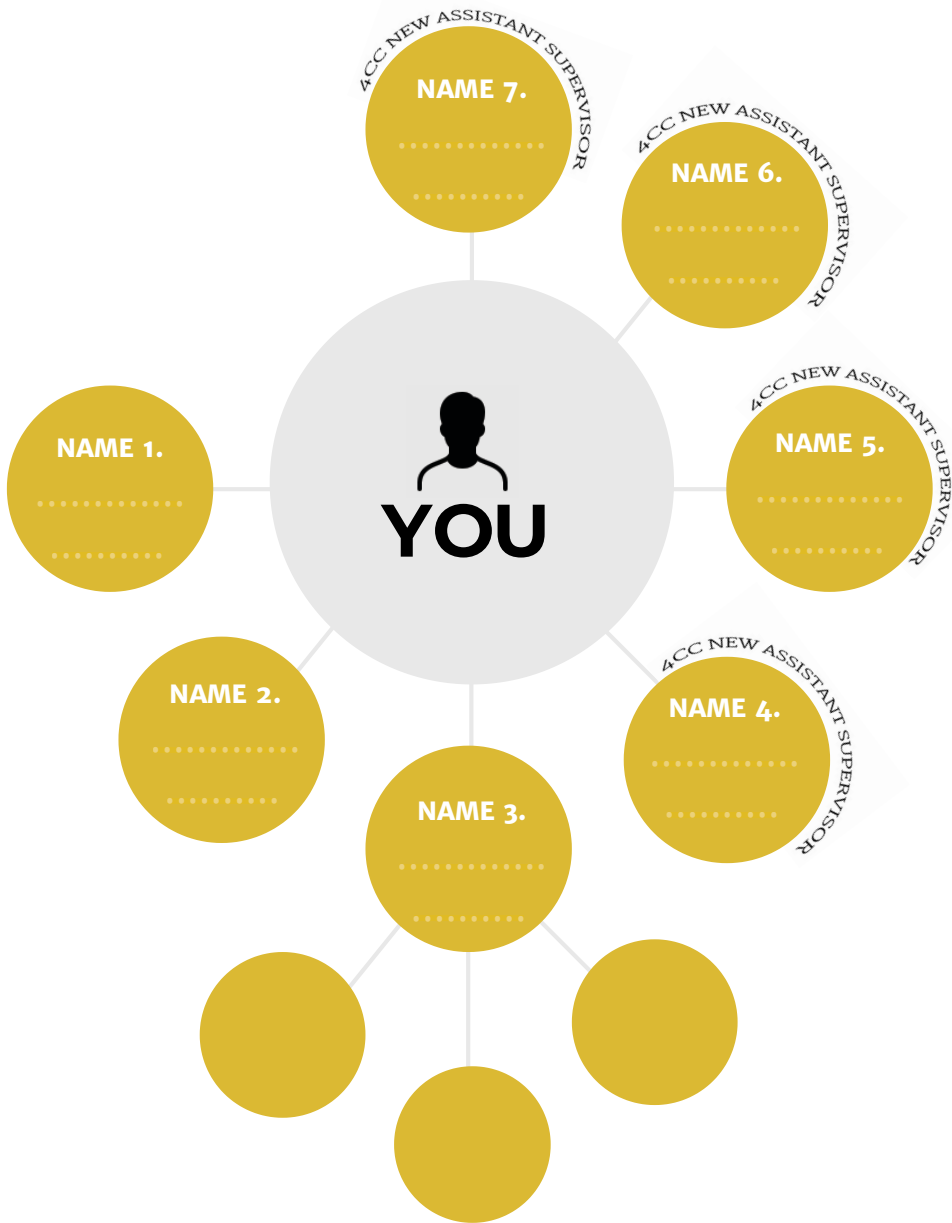 4CC NEW ASSISTANT SUPERVISOR
NAME 7.
4CC NEW ASSISTANT SUPERVISOR
NAME 6.
4CC NEW ASSISTANT SUPERVISOR
NAME 5.
NAME 1.
YOU
4CC NEW ASSISTANT SUPERVISOR
NAME 4.
NAME 2.
NAME 3.